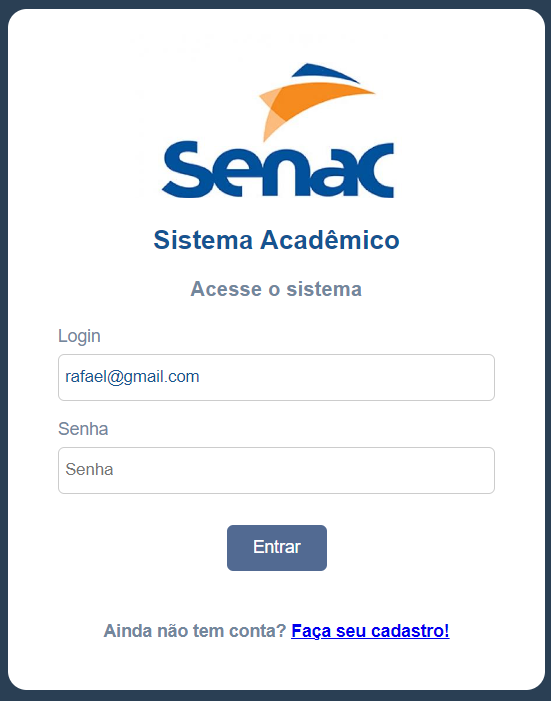 Senac
Sistema Acadêmico
Acesse o sistema
Login
rafael@gmail.com
Senha
Senha
Entrar
Ainda não tem conta? Faça seu cadastro!